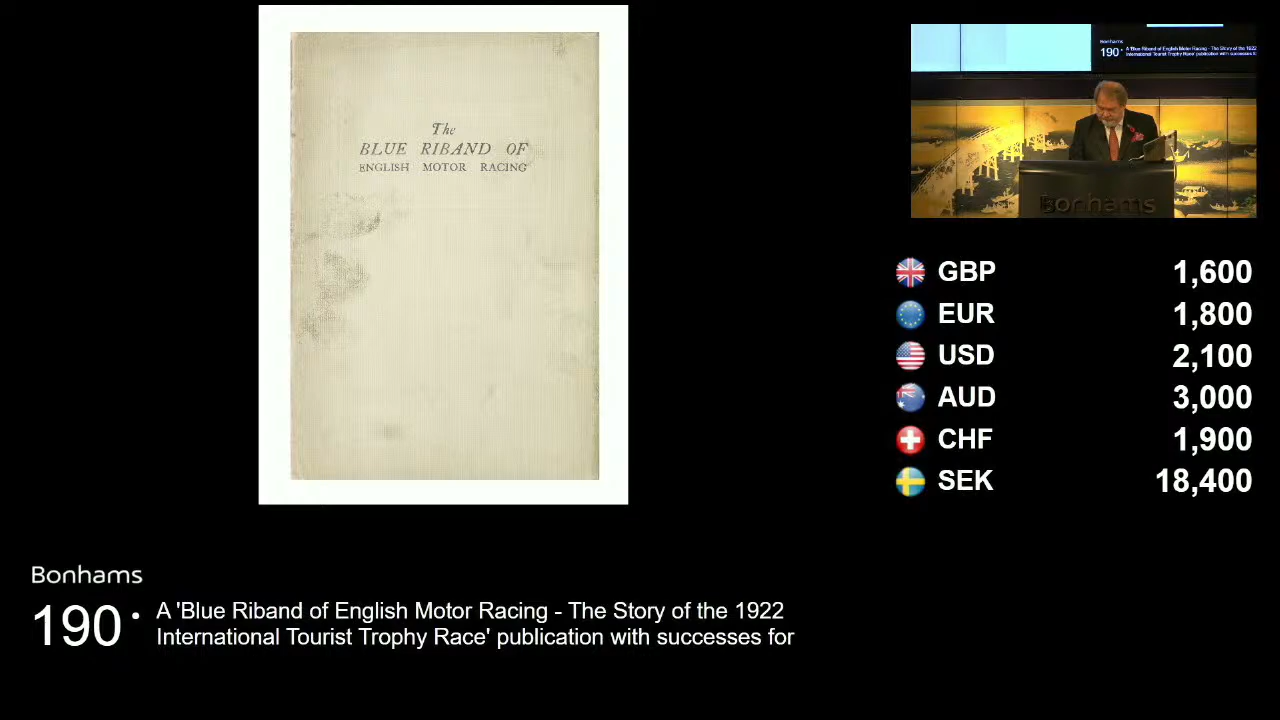 The
BLUE RIBAND OF
ENGLISH MOTOR RACING
Bonhams
190· A 'Blue Riband of English Motor Racing - The Story of the 1922
International Tourist Trophy Race' publication with successes for
Bonhams
GBP 1,600
EUR 1,800
USD 2,100
AUD 3,000
CHF 1,900
SEK 18,400
Bonhams
190• A 'Blue Riband of English Motor Racing - The Story of the 1922
International Tourist Trophy Race' publication with successes for